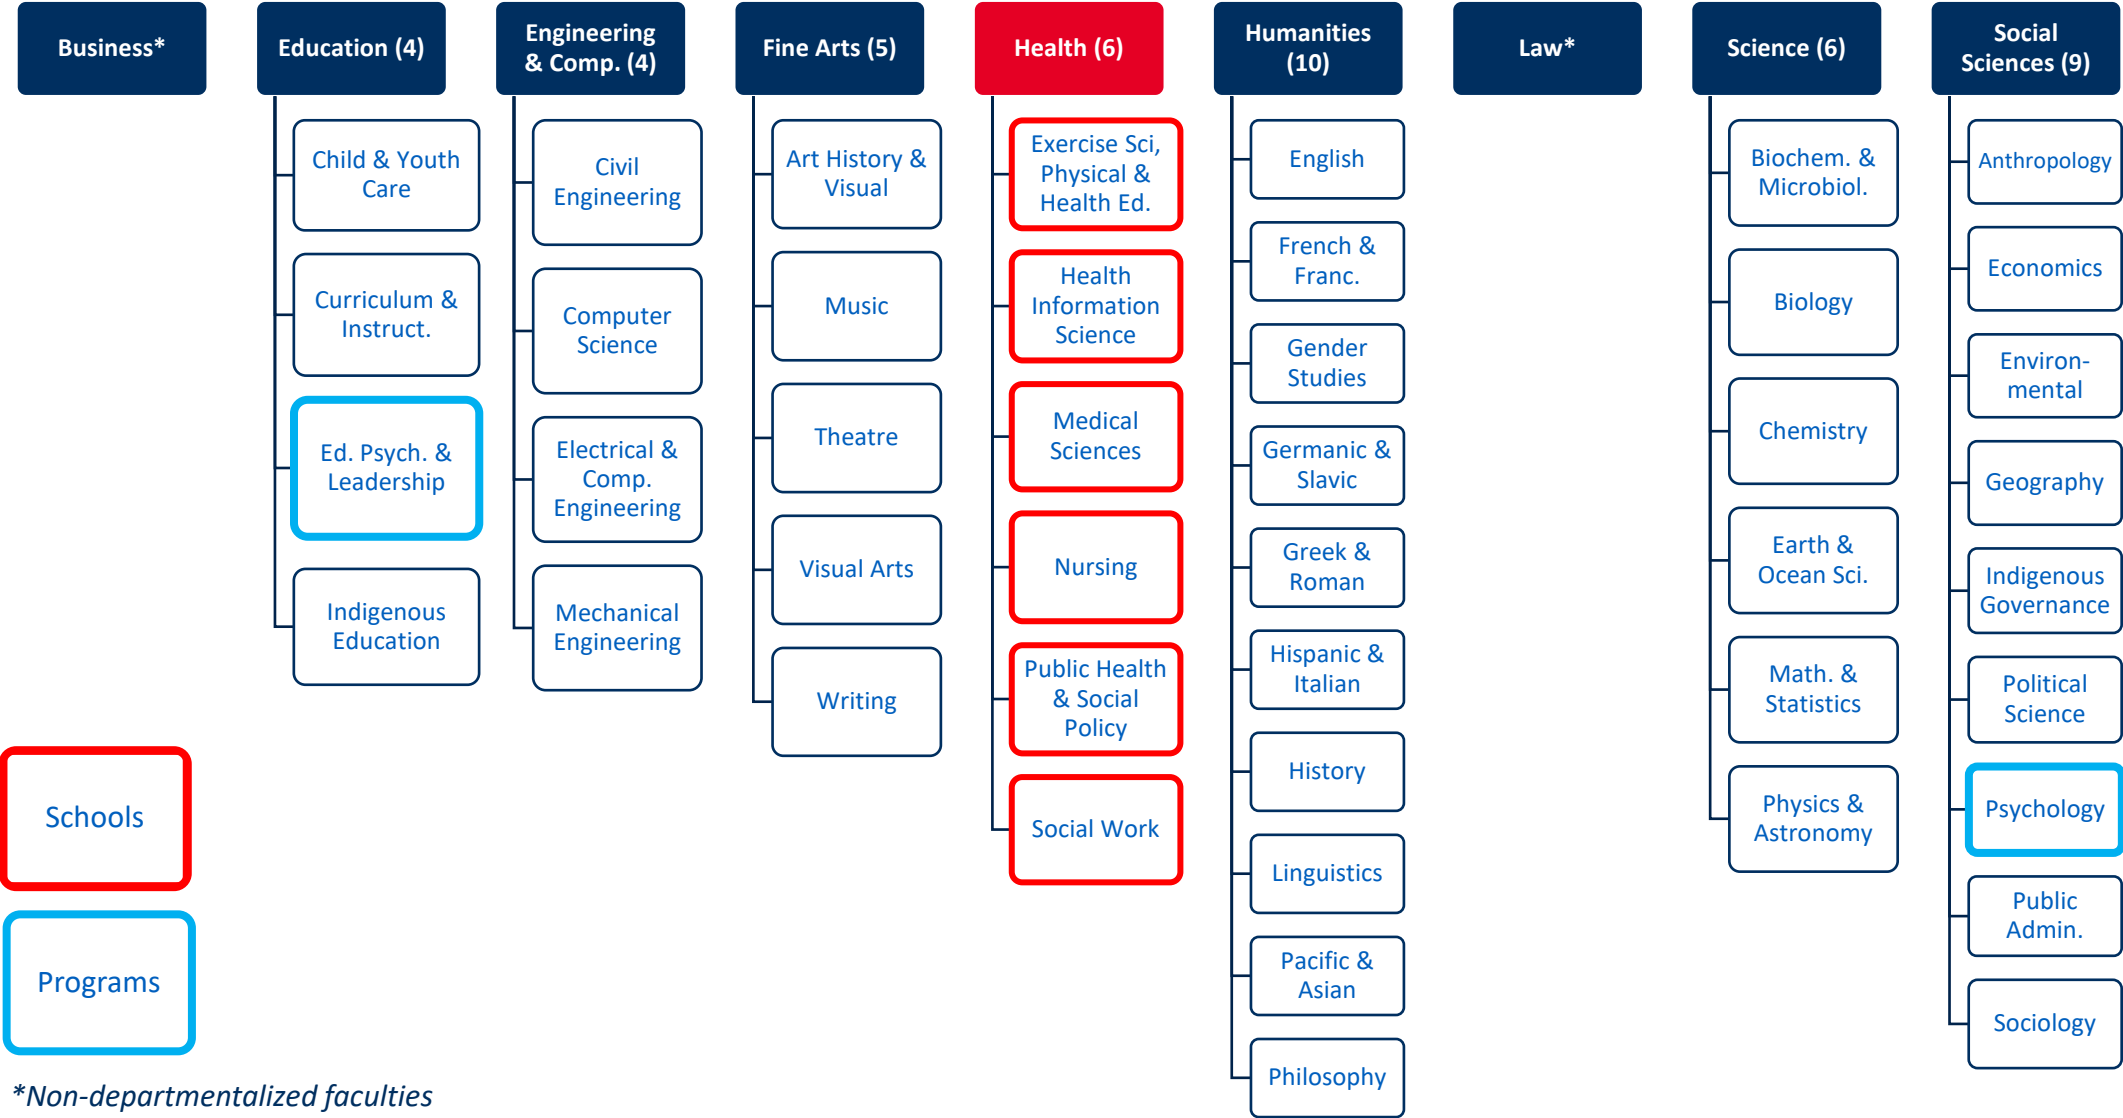 Business*
Education (4)
Child & Youth
Care
Curriculum &
Instruct.
Ed. Psych. &
Leadership
Indigenous
Education
Engineering
& Comp. (4)
Civil
Engineering
Computer
Science
Electrical &
Comp.
Engineering
Mechanical
Engineering
Fine Arts (5)
Art History &
Visual
Music
Theatre
Visual Arts
Writing
Health (6)
Exercise Sci,
Physical &
Health Ed.
Health
Information
Science
Medical
Sciences
Nursing
Public Health
& Social
Policy
Social Work
Humanities
(10)
English
French &
Franc.
Gender
Studies
Germanic &
Slavic
Greek &
Roman
Hispanic &
Italian
History
Linguistics
Pacific &
Asian
Philosophy
Law*
Science (6)
Biochem. &
Microbiol.
Biology
Chemistry
Earth &
Ocean Sci.
Math. &
Statistics
Physics &
Astronomy
Social
Sciences (9)
Anthropology
Economics
Environ-
mental
Geography
Indigenous
Governance
Political
Science
Psychology
Public
Admin.
Sociology
Schools
Programs
*Non-departmentalized faculties